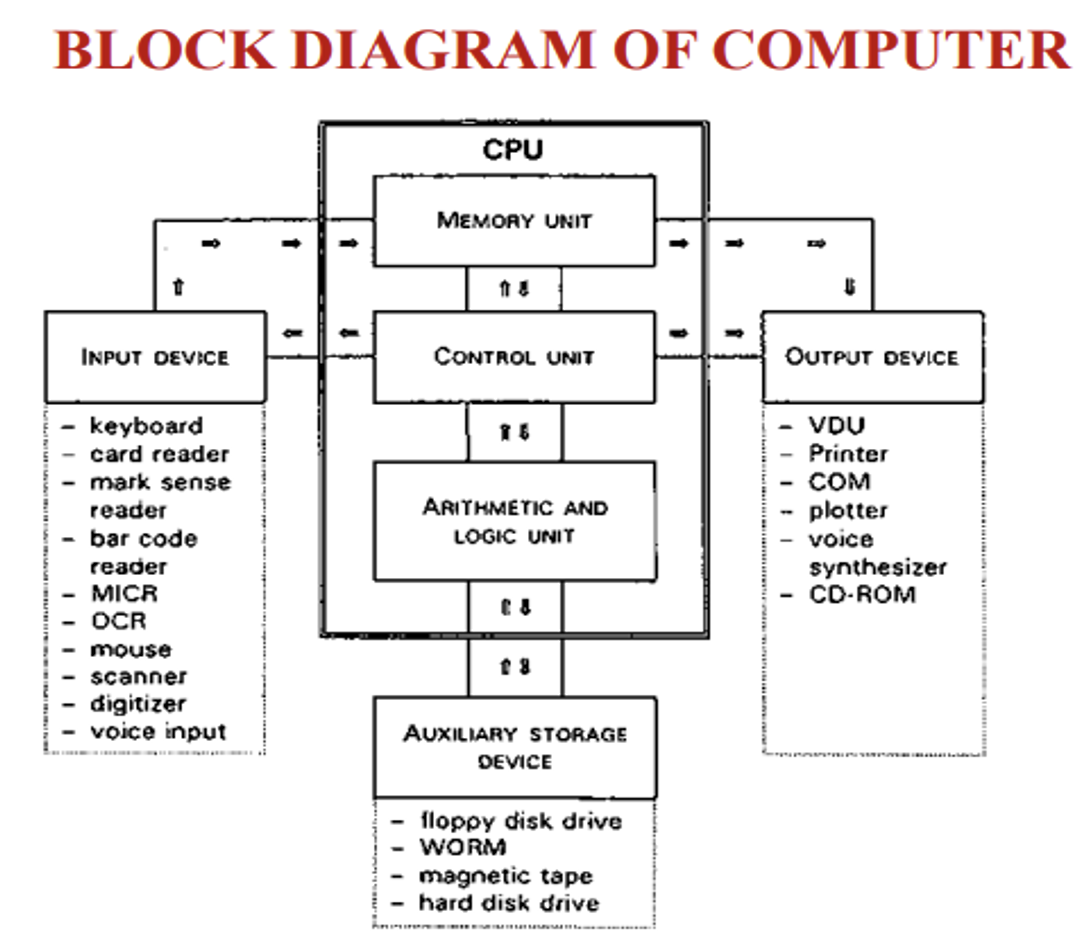 BLOCK DIAGRAM OF COMPUTER
CPU
MEMORY UNIT
INPUT DEVICE
CONTROL UNIT
OUTPUT DEVICE
- keyboard
- card reader
- mark sense
reader
- bar code
reader
- MICR
- OCR
- mouse
- scanner
- digitizer
- voice input
ARITHMETIC AND
LOGIC UNIT
- VDU
- Printer
- COM
- plotter
- voice
synthesizer
- CD-ROM
AUXILIARY STORAGE
DEVICE
- floppy disk drive
- WORM
- magnetic tape
- hard disk drive